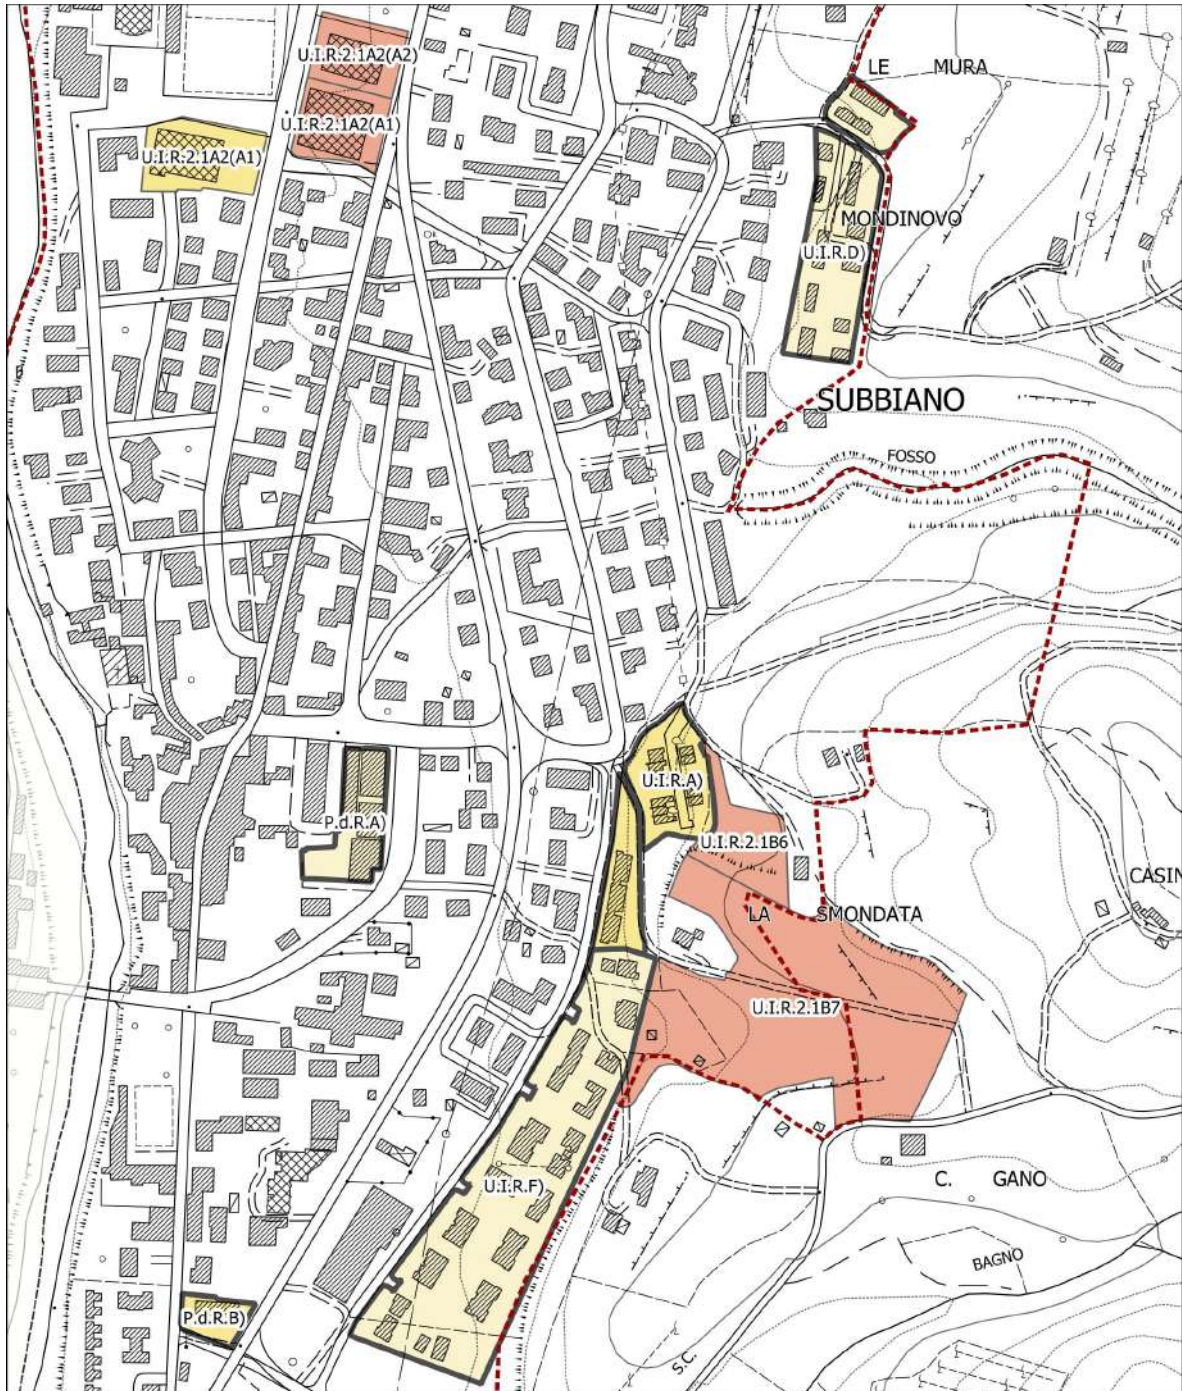 U.I.R.2.1A2(A2)
LE MURA
U.I.R.2.1A2(A1)
U.I.R.2.1A2(A1)
MONDINOVO
U.I.R.D)
SUBBIANO
FOSSO
U.I.R.A)
P.d.R.A)
U.I.R.2.1B6
CASIN
LA SMONDATA
U.I.R.2.1B7
C. GANO
U.I.R.F)
BAGNO
P.d.R.B)
S.C.